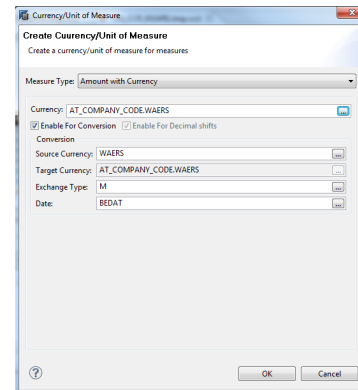 Currency/Unit of Measure
Create Cuurency/Unit of Measure
Create a currency/unit of measure for measures
Measure Type: Amount with Currency
Currency: AT_COMPANY_CODE.WAERS ...
Enable For Conversion Enable For Decimal shifts
Conversion
Source Currency: WAERS ...
Target Currency: AT_COMPANY_CODE.WAERS ...
Exchange Type: M ...
Date: BEDAT ...
? OK Cancel